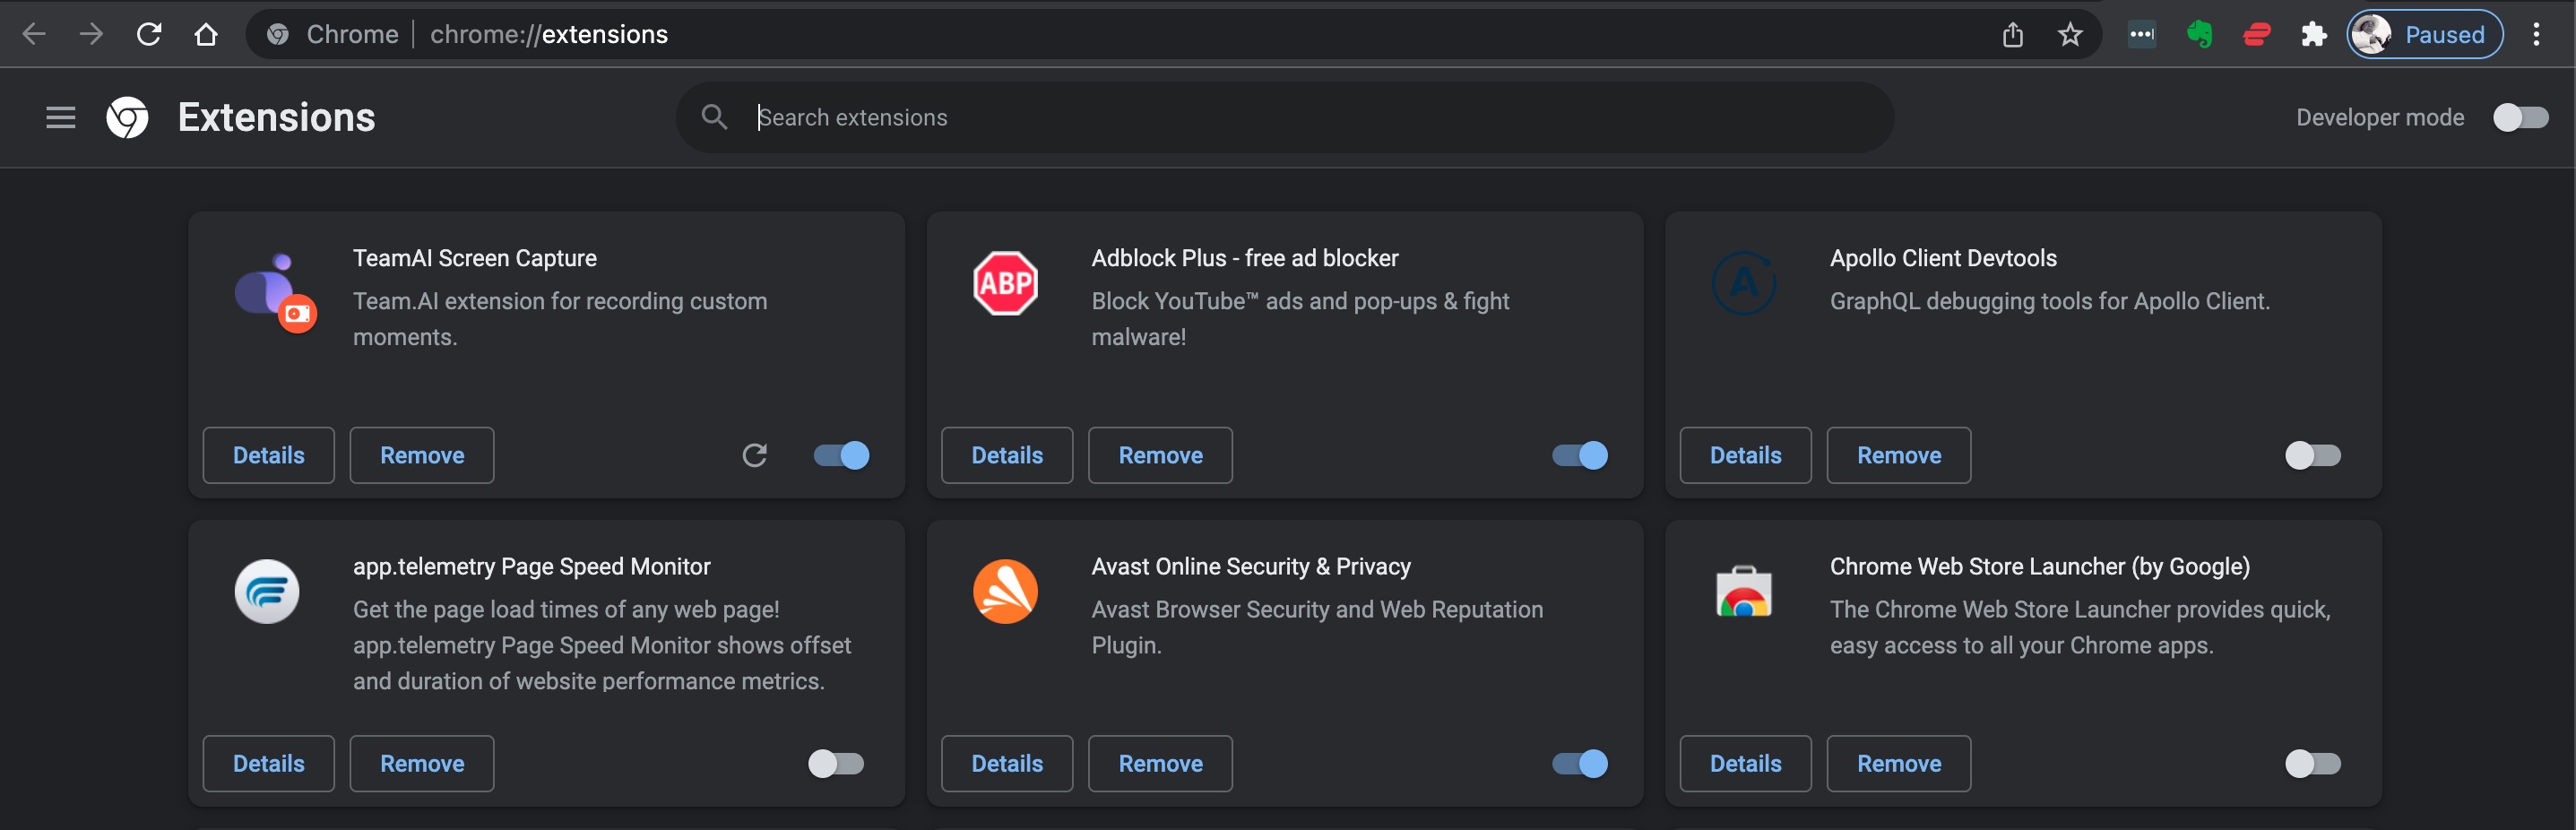 Chrome | chrome://extensions
Paused
Extensions
Search extensions
Developer mode
TeamAI Screen Capture
Team.AI extension for recording custom
moments.
Details
Remove
ABP
Adblock Plus - free ad blocker
Block YouTube™ ads and pop-ups & fight
malware!
Details
Remove
A
Apollo Client Devtools
GraphQL debugging tools for Apollo Client.
Details
Remove
app.telemetry Page Speed Monitor
Get the page load times of any web page!
app.telemetry Page Speed Monitor shows offset
and duration of website performance metrics.
Details
Remove
Avast Online Security & Privacy
Avast Browser Security and Web Reputation
Plugin.
Details
Remove
Chrome Web Store Launcher (by Google)
The Chrome Web Store Launcher provides quick,
easy access to all your Chrome apps.
Details
Remove